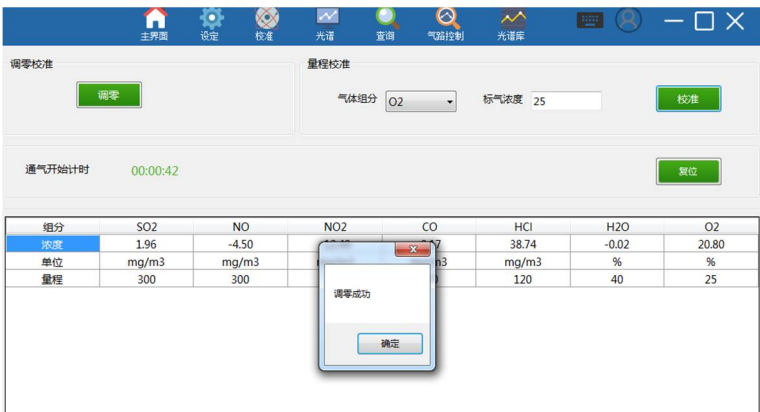 主界面 设定 校准 光谱 查询 气路控制 光谱库
调零校准 量程校准
调零 气体组分 O2 标气浓度 25 校准
通气开始计时 00:00:42 复位
组分 SO2 NO NO2 CO HCl H2O O2
浓度 1.96 -4.50 38.74 -0.02 20.80
单位 mg/m3 mg/m3 mg/m3 % %
量程 300 300 120 40 25
调零成功
确定